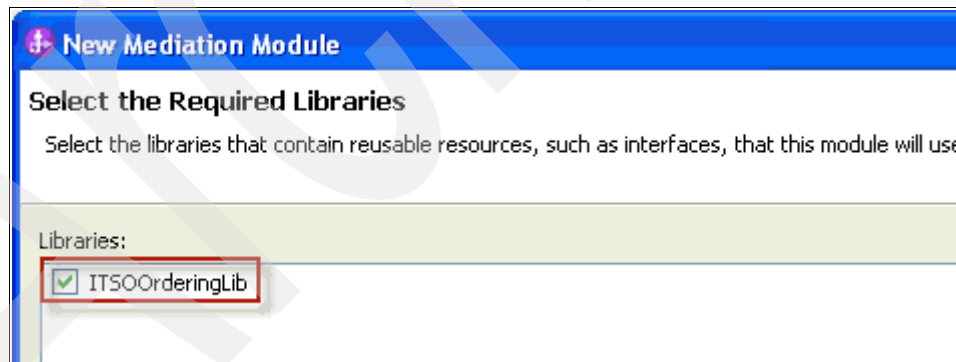 New Mediation Module
Select the Required Libraries
Select the libraries that contain reusable resources, such as interfaces, that this module will use
Libraries:
ITSOOrderingLib